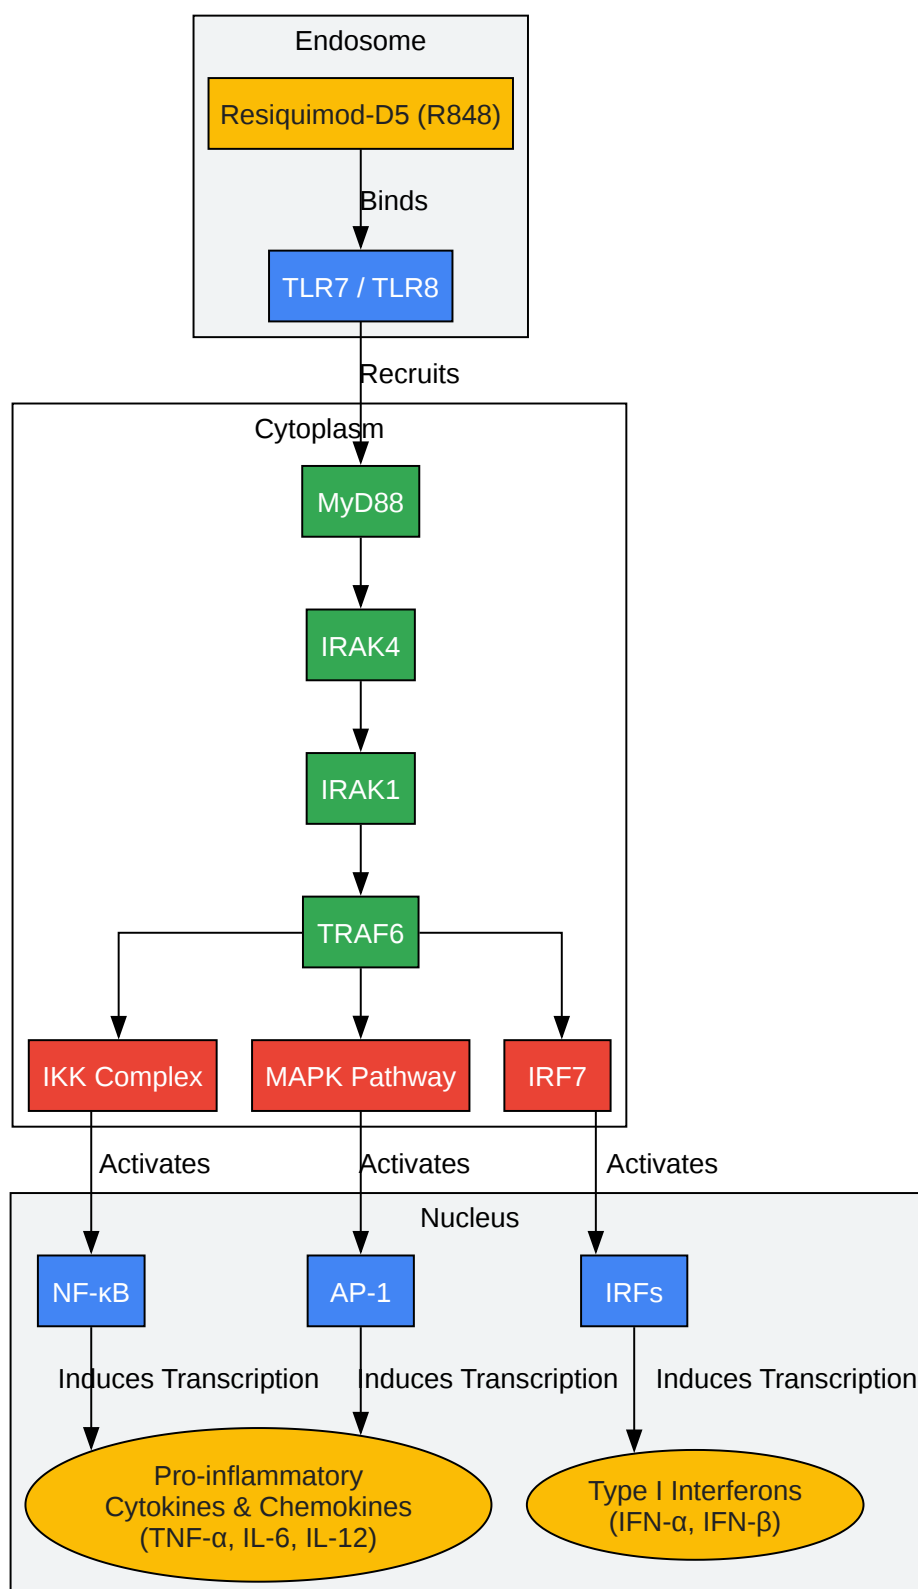 Endosome
Resiquimod-D5 (R848)
Binds
TLR7 / TLR8
Recruits
Cytoplasm
MyD88
IRAK4
IRAK1
TRAF6
IKK Complex
MAPK Pathway
IRF7
Activates
Activates
Activates
Nucleus
NF-κB
AP-1
IRFs
Induces Transcription
Induces Transcription
Induces Transcription
Pro-inflammatory
Cytokines & Chemokines
(TNF-α, IL-6, IL-12)
Type I Interferons
(IFN-α, IFN-β)